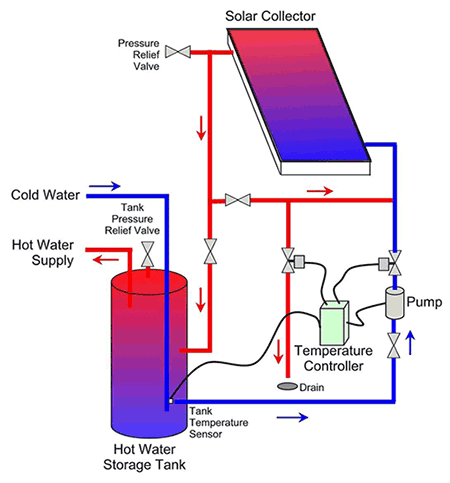 Solar Collector
Pressure
Relief
Valve
Cold Water
Tank
Pressure
Relief Valve
Hot Water
Supply
Pump
Temperature
Controller
Drain
Tank
Temperature
Sensor
Hot Water
Storage Tank